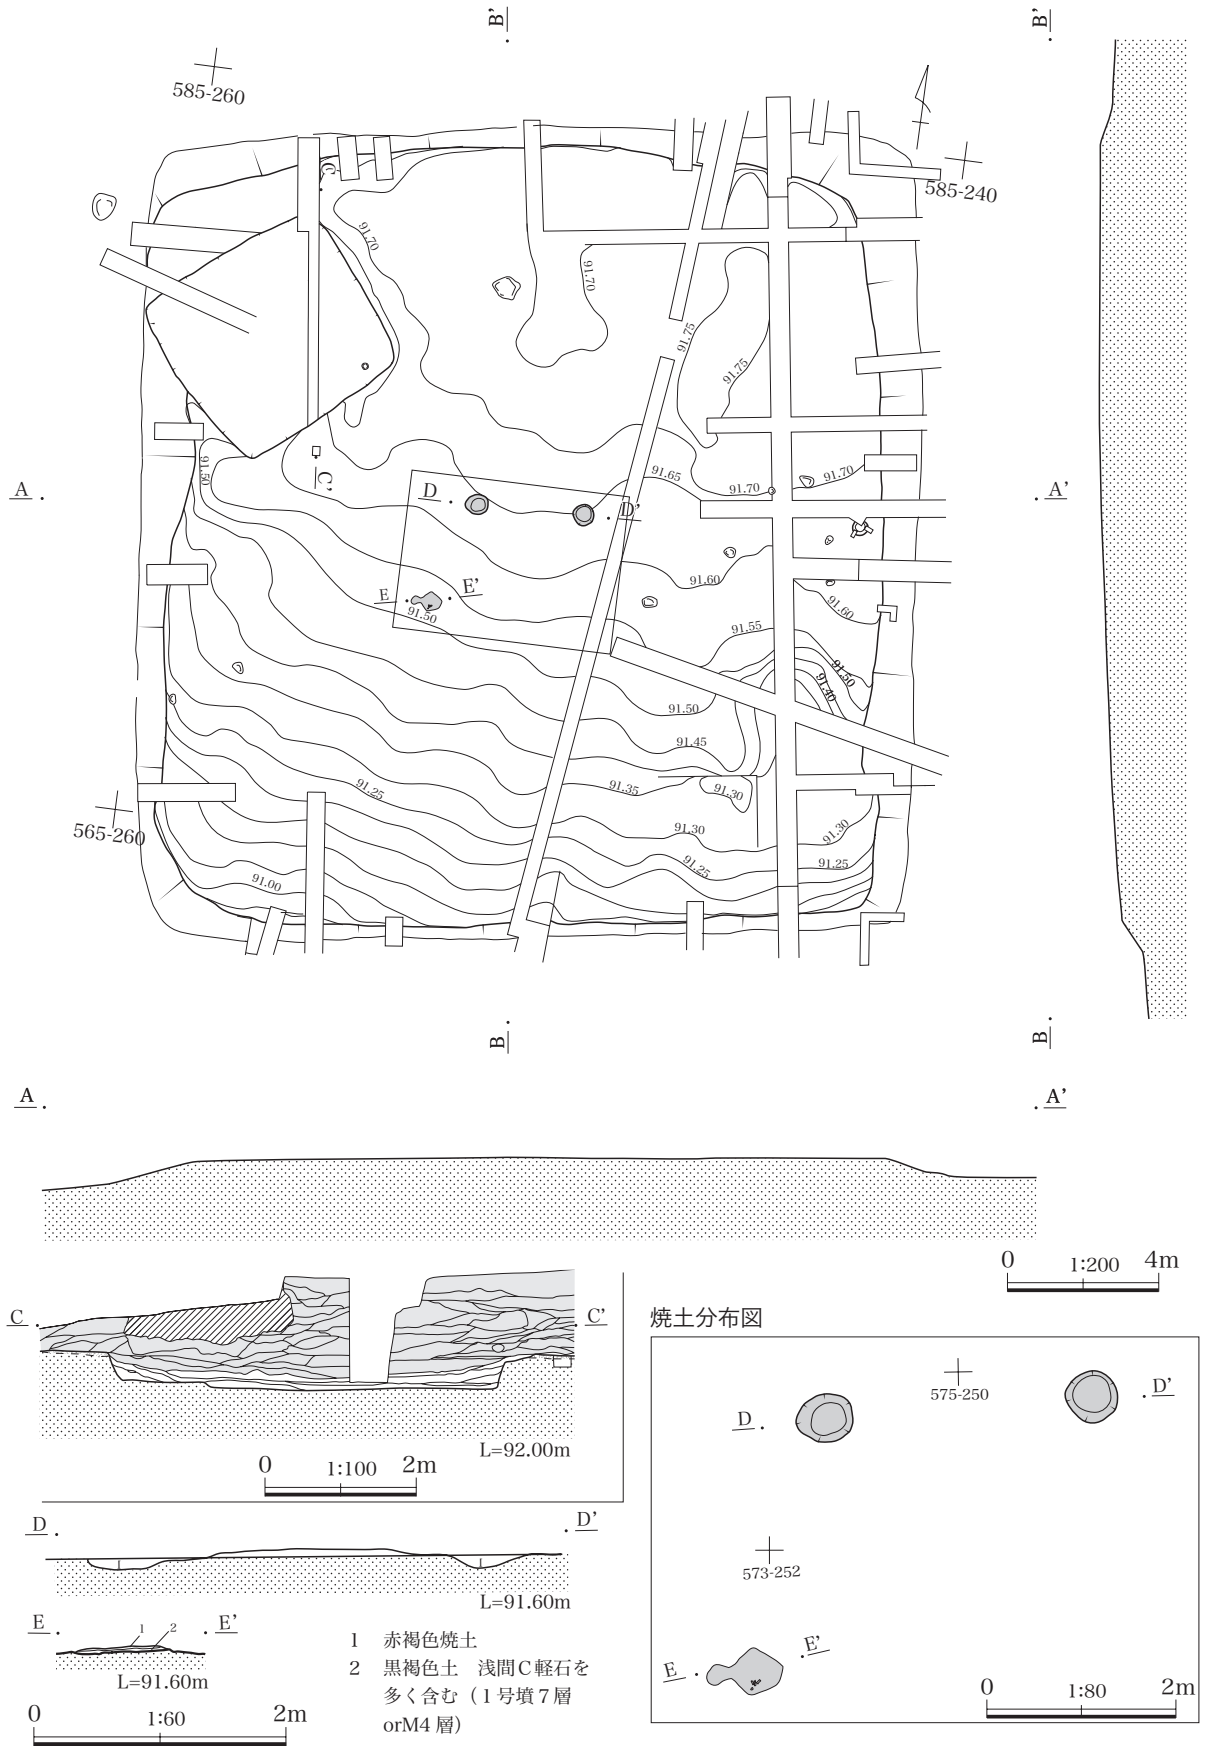 B'
B'
585-260
585-240
C
91.70
91.70
91.75
91.75
A
91.50
C'
D
D'
91.65
91.70
91.70
A'
E
E'
91.50
91.60
91.60
91.55
91.50
91.40
91.50
91.45
91.25
91.35
91.30
565-260
91.30
91.30
91.25
91.25
91.00
B
B
A
A'
0 1:200 4m
C
C'
L=92.00m
0 1:100 2m
焼土分布図
575-250
D
D'
573-252
E
E'
0 1:80 2m
D
D'
L=91.60m
E
E'
1
2
L=91.60m
0 1:60 2m
1 赤褐色焼土
2 黒褐色土 浅間C軽石を
多く含む（1号墳7層
orM4層）